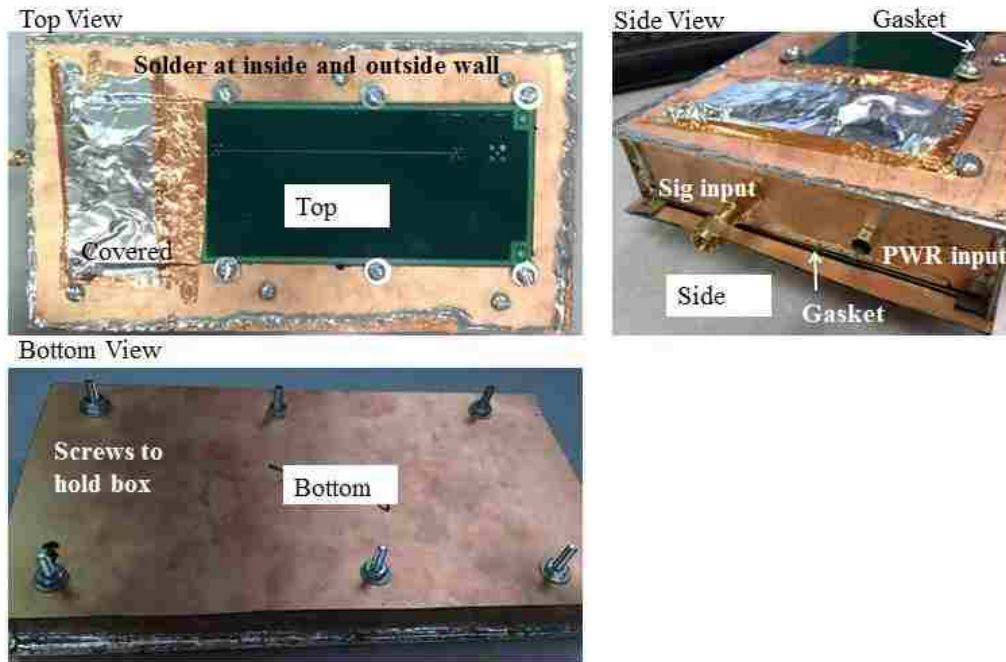 Top View
Solder at inside and outside wall
Top
Covered
Side View
Gasket
Sig input
PWR input
Side
Gasket
Bottom View
Screws to
hold box
Bottom